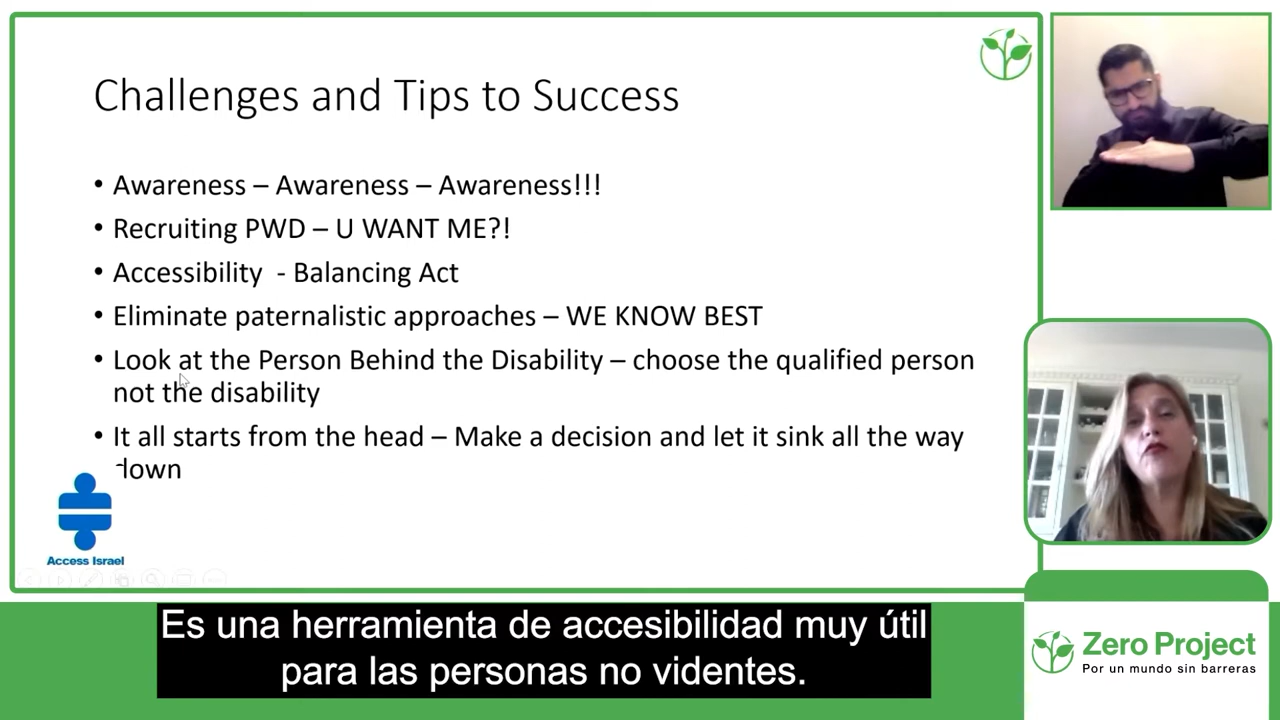 Challenges and Tips to Success
• Awareness – Awareness – Awareness!!!
• Recruiting PWD – U WANT ME?!
• Accessibility  - Balancing Act
• Eliminate paternalistic approaches – WE KNOW BEST
• Look at the Person Behind the Disability – choose the qualified person
not the disability
• It all starts from the head – Make a decision and let it sink all the way
down
Access Israel
Es una herramienta de accesibilidad muy útil
para las personas no videntes.
Zero Project
Por un mundo sin barreras